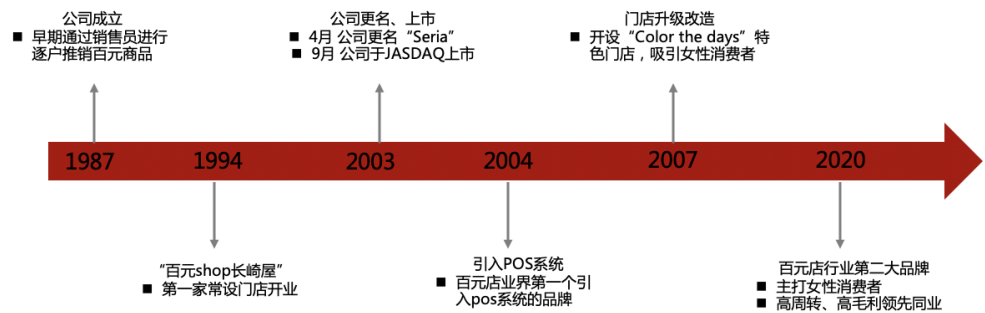 公司成立
■ 早期通过销售员进行
逐户推销百元商品
公司更名、上市
■ 4月 公司更名“Seria”
■ 9月 公司于JASDAQ上市
门店升级改造
■ 开设“Color the days”特
色门店，吸引女性消费者
1987 1994 2003 2004 2007 2020
“百元shop长崎屋”
■ 第一家常设门店开业
引入POS系统
■ 百元店业界第一个引
入pos系统的品牌
百元店行业第二大品牌
■ 主打女性消费者
■ 高周转、高毛利领先同业